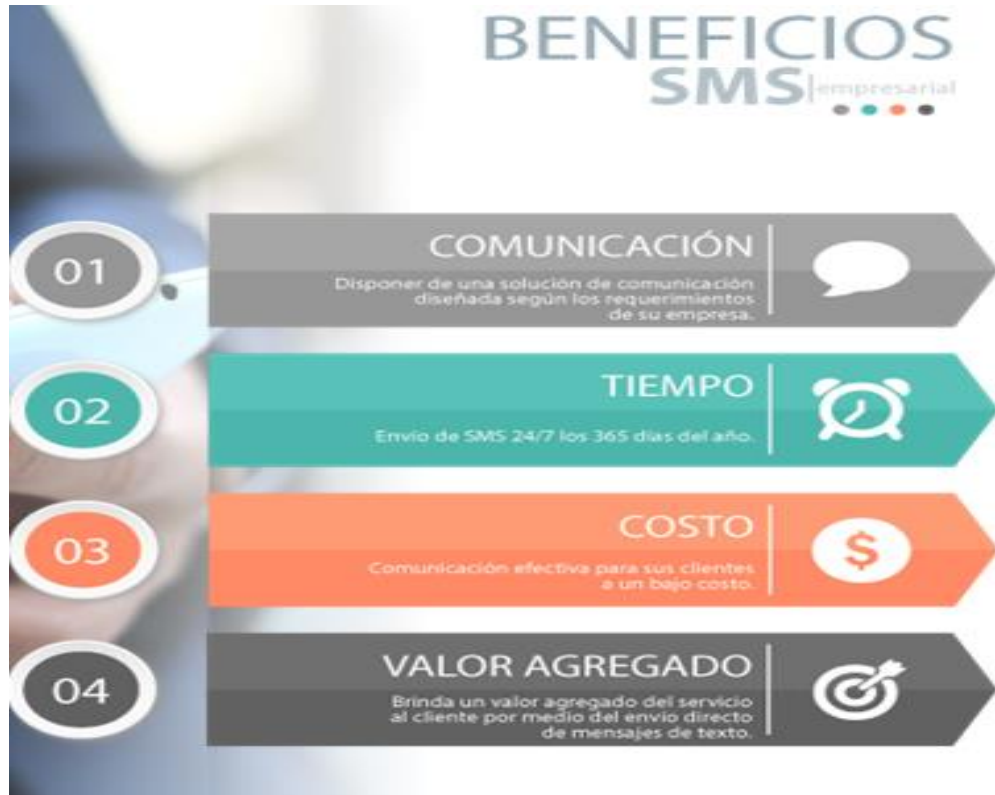 BENEFICIOS
SMS|empresarial
01
COMUNICACIÓN
Disponer de una solución de comunicación
diseñada según los requerimientos
de su empresa.
02
TIEMPO
Envio de SMS 24/7 los 365 dias del año.
03
COSTO
$
Comunicación efectiva para sus clientes
a un bajo costo.
04
VALOR AGREGADO
Brinda un valor agregado del servicio
al cliente por medio del envio directo
de mensajes de texto.